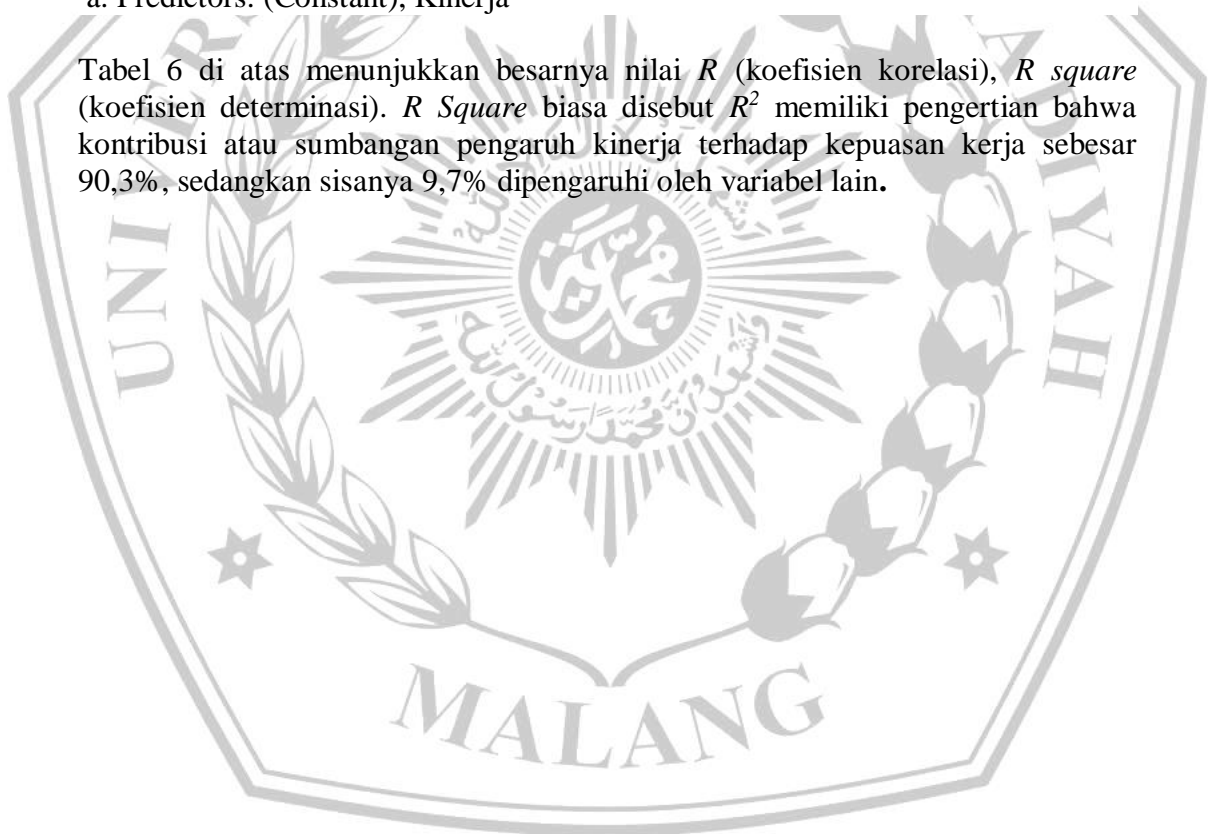 a. Predictors: (Constant), Kinerja
Tabel 6 di atas menunjukkan besarnya nilai R (koefisien korelasi), R square
(koefisien determinasi). R Square biasa disebut R² memiliki pengertian bahwa
kontribusi atau sumbangan pengaruh kinerja terhadap kepuasan kerja sebesar
90,3%, sedangkan sisanya 9,7% dipengaruhi oleh variabel lain.
MALANG